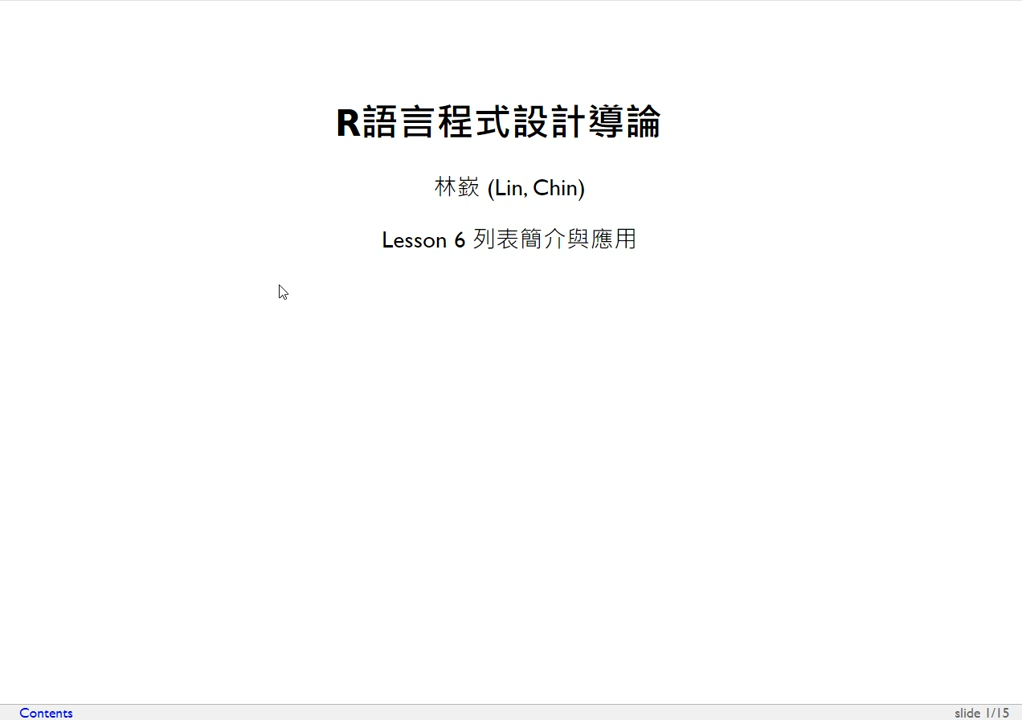 R語言程式設計導論
林嶔 (Lin, Chin)
Lesson 6 列表簡介與應用
Contents
slide 1/15